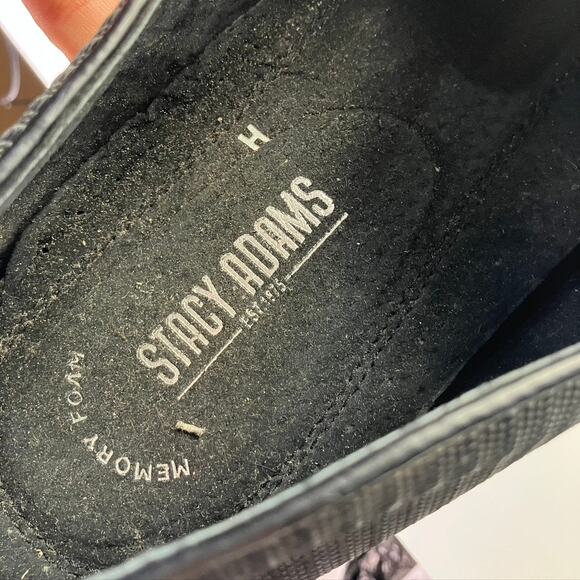 H
STACY ADAMS
EST 1875
MEMORY FOAM